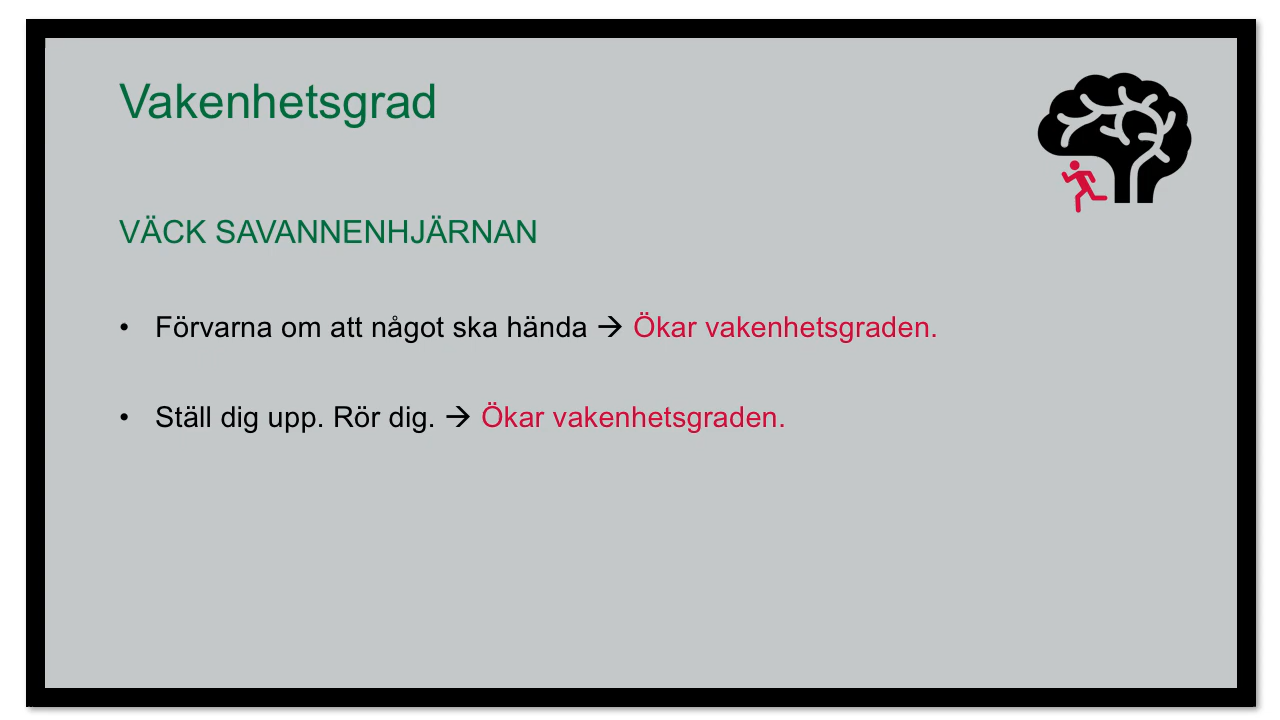 Vakenhetsgrad
VÄCK SAVANNENHJÄRNAN
• Förvarna om att något ska hända → Ökar vakenhetsgraden.
• Ställ dig upp. Rör dig. → Ökar vakenhetsgraden.